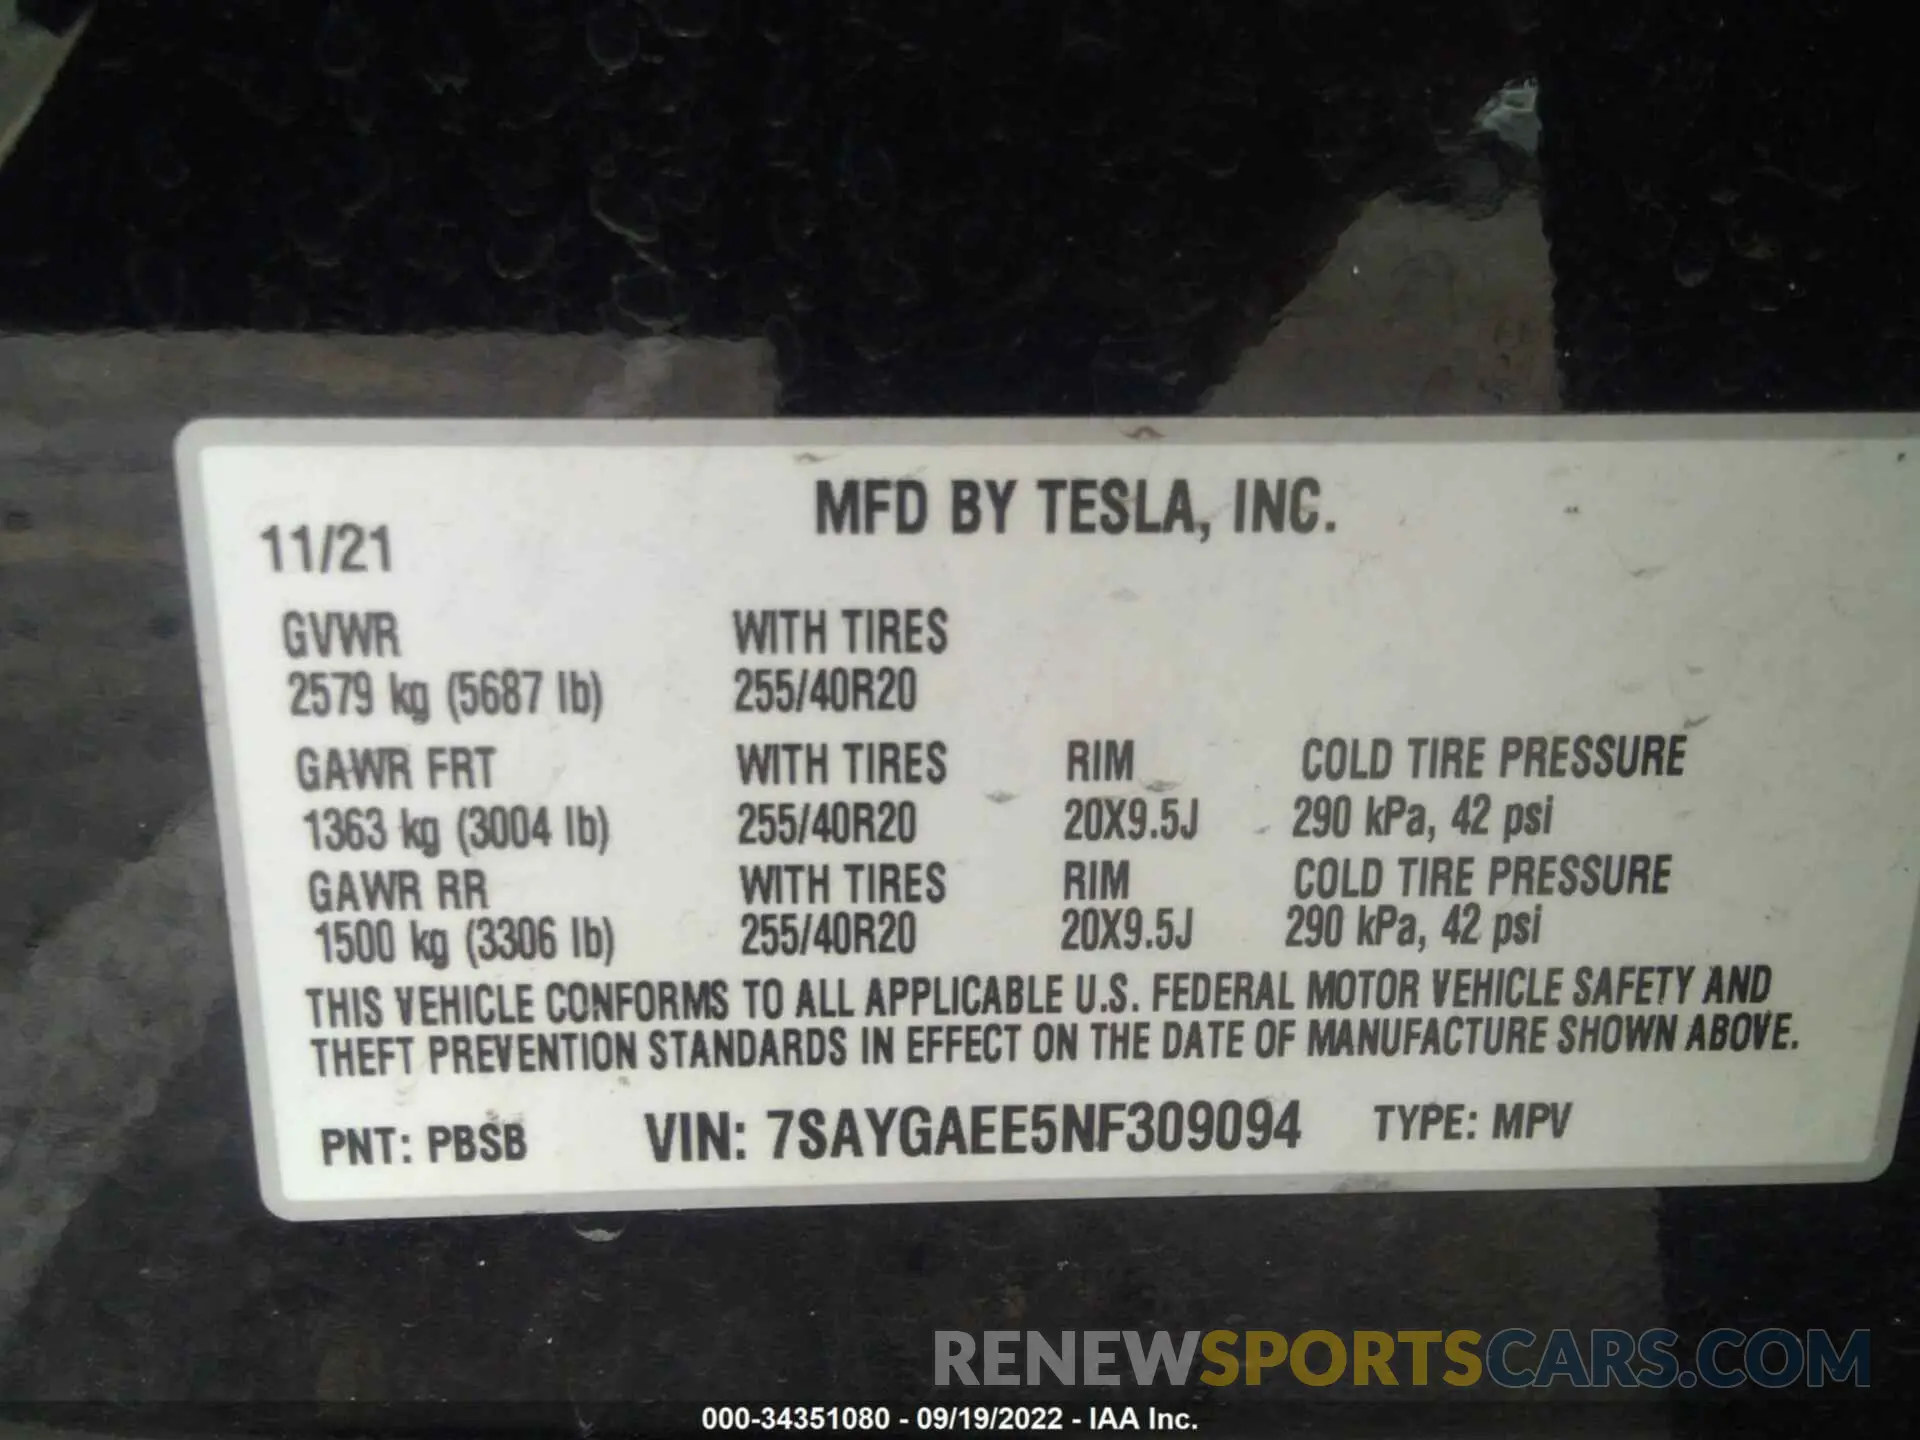 MFD BY TESLA, INC.
11/21
GVWR WITH TIRES
2579 kg (5687 lb) 255/40R20
GAWR FRT WITH TIRES RIM COLD TIRE PRESSURE
1363 kg (3004 lb) 255/40R20 20X9.5J 290 kPa, 42 psi
GAWR RR WITH TIRES RIM COLD TIRE PRESSURE
1500 kg (3306 lb) 255/40R20 20X9.5J 290 kPa, 42 psi
THIS VEHICLE CONFORMS TO ALL APPLICABLE U.S. FEDERAL MOTOR VEHICLE SAFETY AND
THEFT PREVENTION STANDARDS IN EFFECT ON THE DATE OF MANUFACTURE SHOWN ABOVE.
PNT: PBSB VIN: 7SAYGAEE5NF309094 TYPE: MPV
RENEWSPORTSCARS.COM
000-34351080 - 09/19/2022 - IAA Inc.